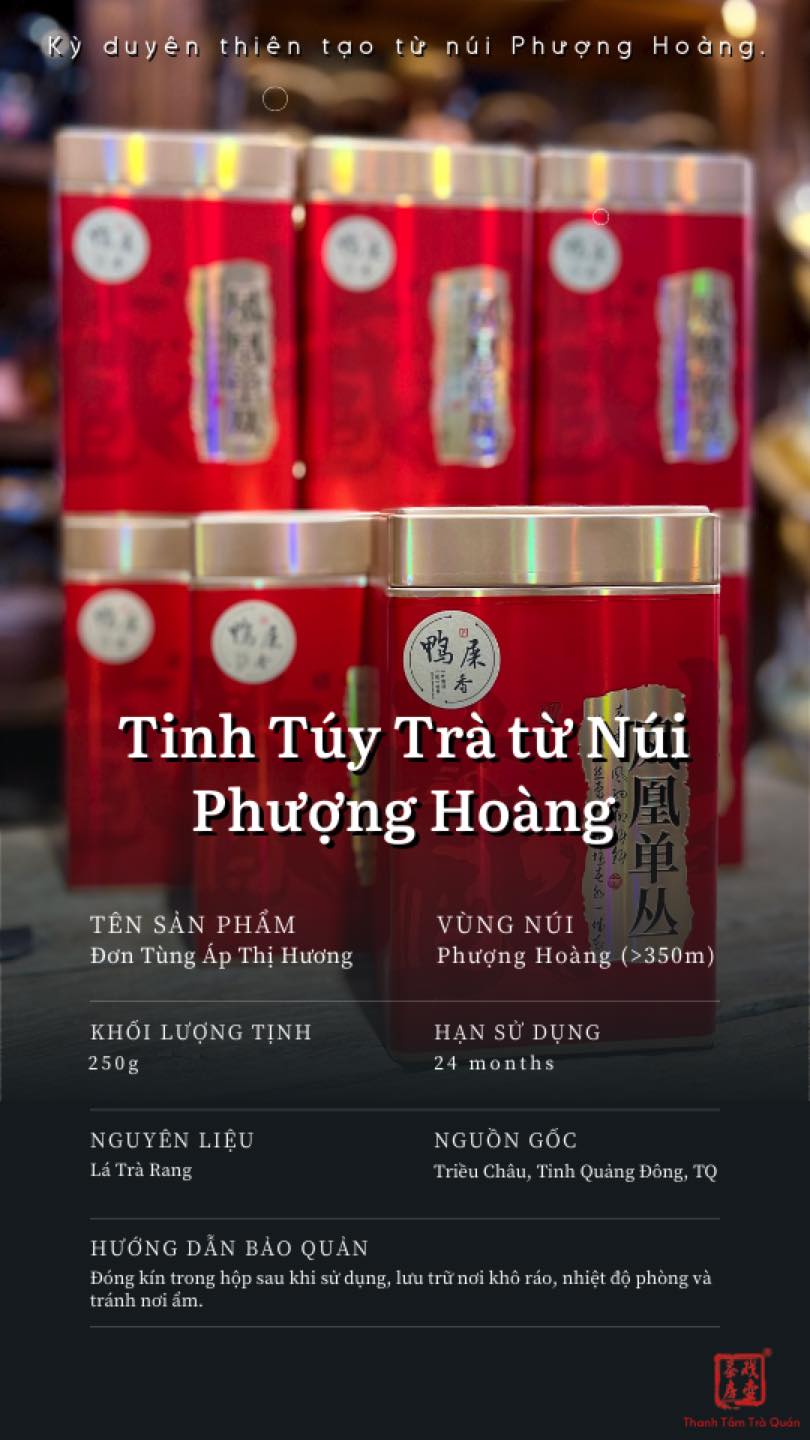 Kỳ duyên thiên tạo từ núi Phượng Hoàng.
鸭屎
香
凰单丛
Tinh Túy Trà từ Núi
Phượng Hoàng
TÊN SẢN PHẨM
Đơn Tùng Áp Thị Hương
VÙNG NÚI
Phượng Hoàng (>350m)
KHỐI LƯỢNG TỊNH
250g
HẠN SỬ DỤNG
24 months
NGUYÊN LIỆU
Lá Trà Rang
NGUỒN GỐC
Triều Châu, Tỉnh Quảng Đông, TQ
HƯỚNG DẪN BẢO QUẢN
Đóng kín trong hộp sau khi sử dụng, lưu trữ nơi khô ráo, nhiệt độ phòng và
tránh nơi ẩm.
Thanh Tâm Trà Quán